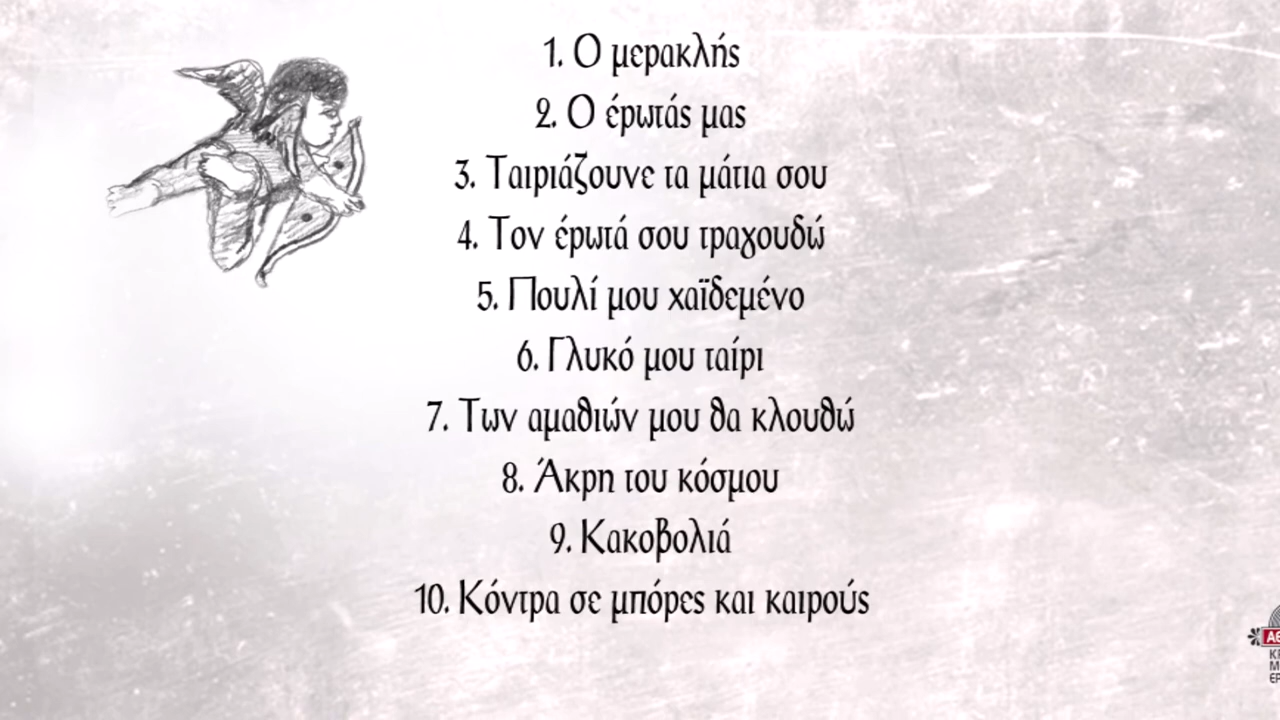 1. Ο μερακλής
2. Ο έρωτάς μας
3. Ταιριάζουνε τα μάτια σου
4. Τον έρωτά σου τραγουδώ
5. Πουλί μου χαϊδεμένο
6. Γλυκό μου ταίρι
7. Των αμαθιών μου θα κλουθώ
8. Άκρη του κόσμου
9. Κακοβολιά
10. Κόντρα σε μπόρες και καιρούς